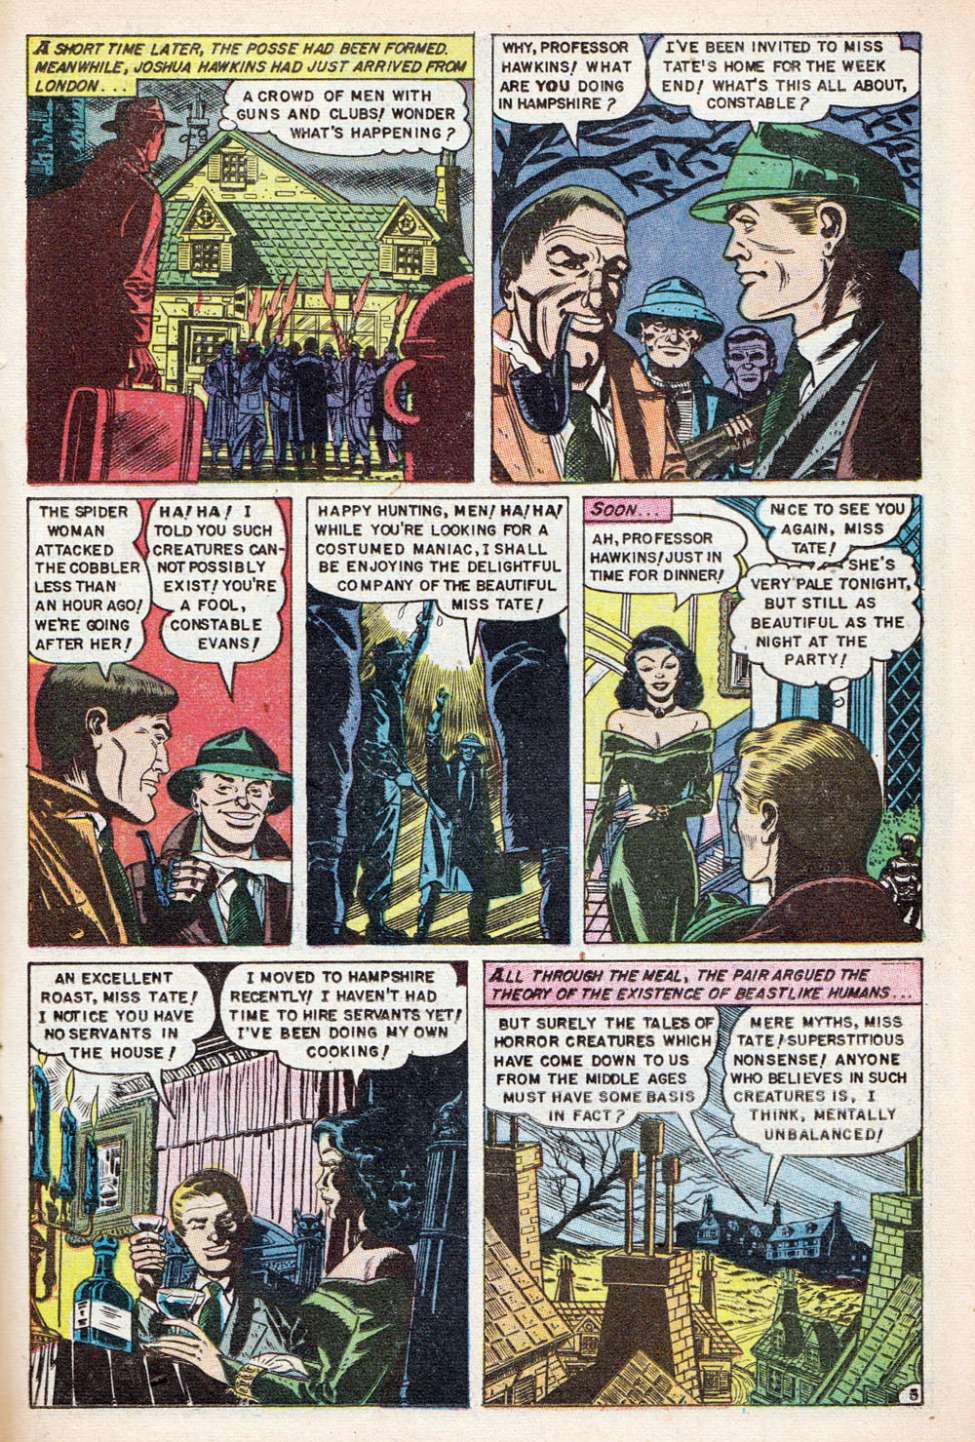 A SHORT TIME LATER, THE POSSE HAD BEEN FORMED.
MEANWHILE, JOSHUA HAWKINS HAD JUST ARRIVED FROM
LONDON...
A CROWD OF MEN WITH
GUNS AND CLUBS! WONDER
WHAT'S HAPPENING?
WHY, PROFESSOR
HAWKINS! WHAT
ARE YOU DOING
IN HAMPSHIRE?
I'VE BEEN INVITED TO MISS
TATE'S HOME FOR THE WEEK
END! WHAT'S THIS ALL ABOUT,
CONSTABLE?
THE SPIDER
WOMAN
ATTACKED
THE COBBLER
LESS THAN
AN HOUR AGO!
WE'RE GOING
AFTER HER!
HA! HA! I
TOLD YOU SUCH
CREATURES CAN-
NOT POSSIBLY
EXIST! YOU'RE
A FOOL,
CONSTABLE
EVANS!
HAPPY HUNTING, MEN! HA! HA!
WHILE YOU'RE LOOKING FOR A
COSTUMED MANIAC, I SHALL
BE ENJOYING THE DELIGHTFUL
COMPANY OF THE BEAUTIFUL
MISS TATE!
SOON...
AH, PROFESSOR
HAWKINS! JUST IN
TIME FOR DINNER!
NICE TO SEE YOU
AGAIN, MISS
TATE!
SHE'S
VERY PALE TONIGHT,
BUT STILL AS
BEAUTIFUL AS THE
NIGHT AT THE
PARTY!
AN EXCELLENT
ROAST, MISS TATE!
I NOTICE YOU HAVE
NO SERVANTS IN
THE HOUSE!
I MOVED TO HAMPSHIRE
RECENTLY! I HAVEN'T HAD
TIME TO HIRE SERVANTS YET!
I'VE BEEN DOING MY OWN
COOKING!
ALL THROUGH THE MEAL, THE PAIR ARGUED THE
THEORY OF THE EXISTENCE OF BEASTLIKE HUMANS...
BUT SURELY THE TALES OF
HORROR CREATURES WHICH
HAVE COME DOWN TO US
FROM THE MIDDLE AGES
MUST HAVE SOME BASIS
IN FACT?
MERE MYTHS, MISS
TATE! SUPERSTITIOUS
NONSENSE! ANYONE
WHO BELIEVES IN SUCH
CREATURES IS, I
THINK, MENTALLY
UNBALANCED!
5